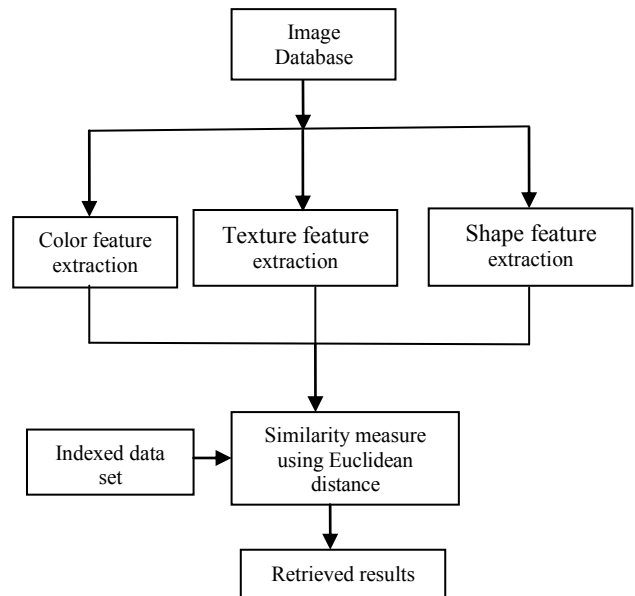 Image
Database
Color feature
extraction
Texture feature
extraction
Shape feature
extraction
Indexed data
set
Similarity measure
using Euclidean
distance
Retrieved results